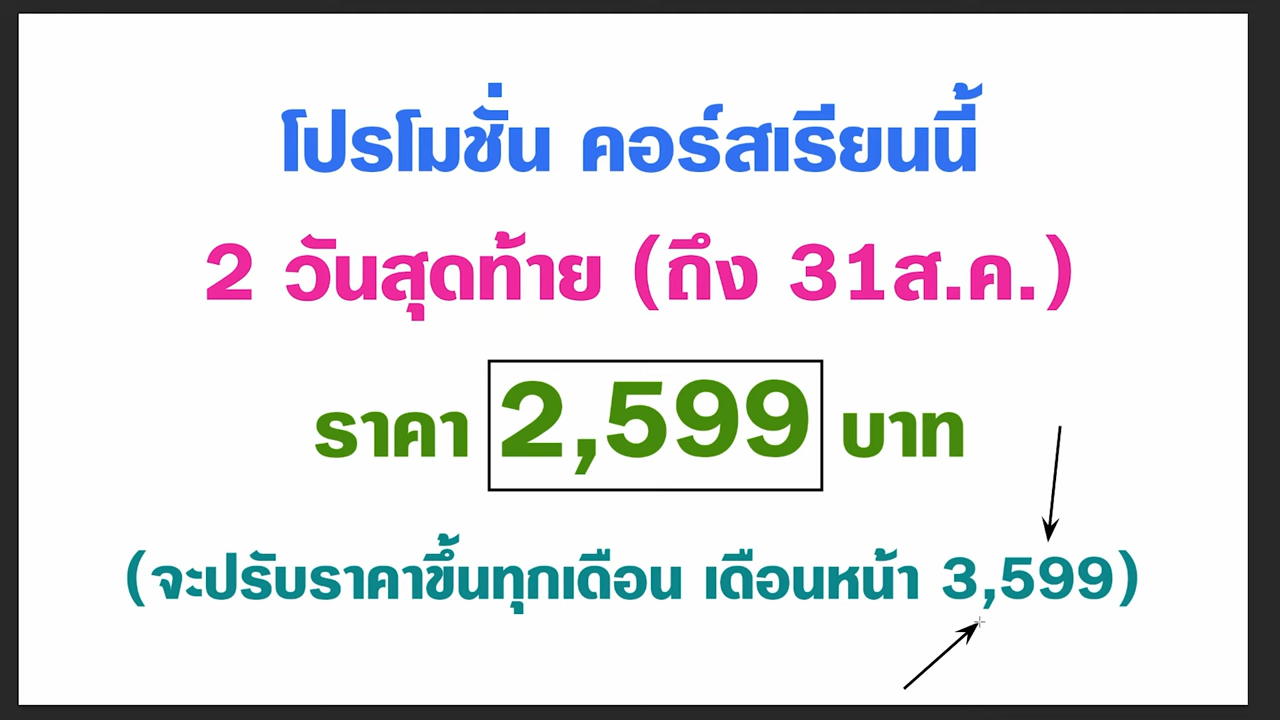 โปรโมชั่น คอร์สเรียนนี้
2 วันสุดท้าย (ถึง 31ส.ค.)
ราคา 2,599 บาท
(จะปรับราคาขึ้นทุกเดือน เดือนหน้า 3,599)